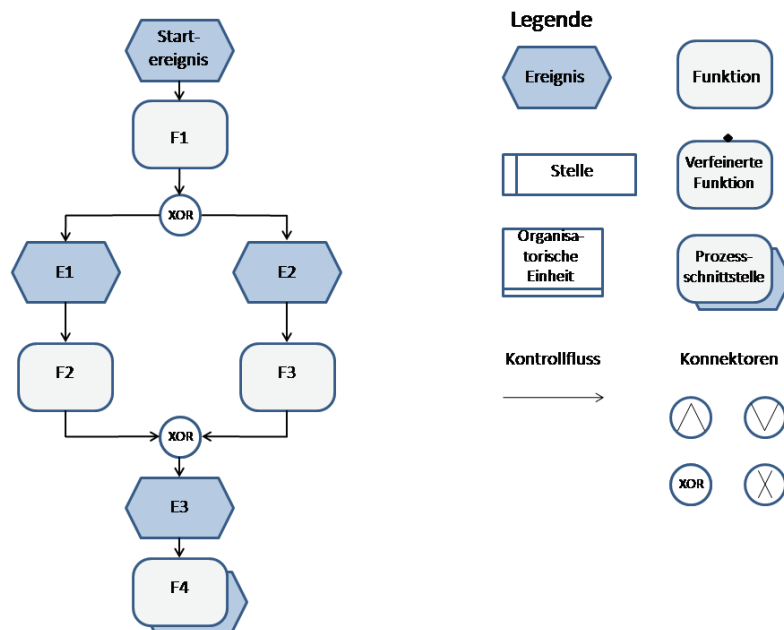 Start-
ereignis
F1
XOR
E1
E2
F2
F3
XOR
E3
F4
Legende
Ereignis
Funktion
Stelle
Verfeinerte
Funktion
Organisa-
torische
Einheit
Prozess-
schnittstelle
Kontrollfluss
Konnektoren
XOR